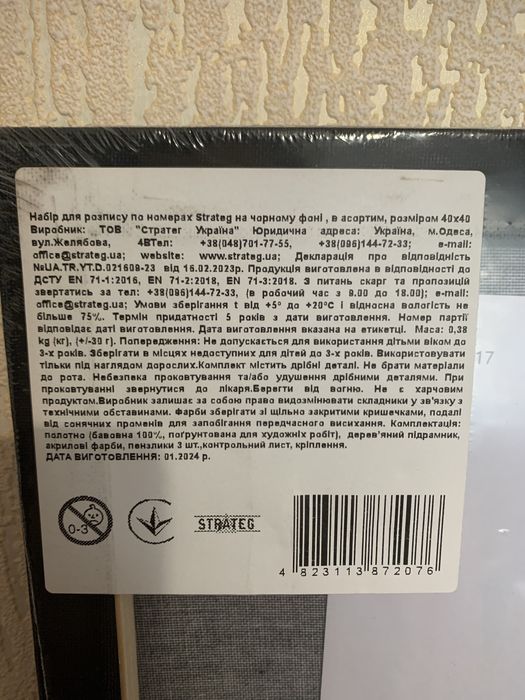 Набір для розпису по номерах Strateg на чорному фоні , в асортим, розміром 40x40
Виробник: ТОВ "Стратег Україна" Юридична адреса: Україна, м.Одеса,
вул.Желябова, 4ВТел: +38(048)701-77-55, +38(096)144-72-33; e-mail:
office@strateg.ua; website: www.strateg.ua; Декларація про відповідність
№UA.TR.YT.D.021609-23 від 16.02.2023р. Продукція виготовлена в відповідності до
ДСТУ EN 71-1:2016, EN 71-2:2018, EN 71-3:2018. З питань скарг та пропозицій
звертатись за тел: +38(096)144-72-33, (в робочий час з 9.00 до 18.00); e-mail:
office@strateg.ua; Умови зберігання t від +5° до +20°С і відносна вологість не
більше 75%. Термін придатності 5 років з дати виготовлення. Номер партії
відповідає даті виготовлення. Дата виготовлення вказана на етикетці. Маса: 0,38
kg (кг), (+/-30 г). Попередження: Не допускається для використання дітьми віком до
3-х років. Зберігати в місцях недоступних для дітей до 3-х років. Використовувати
тільки під наглядом дорослих.Комплект містить дрібні деталі. Не брати матеріали
до рота. Небезпека проковтування та/або удушення дрібними деталями. При
проковтуванні звернутися до лікаря.Берегти від вогню. Не є харчовим
продуктом.Виробник залишає за собою право видозмінювати складники у зв'язку з
технічними обставинами. Фарби зберігати зі щільно закритими кришечками, подалі
від сонячних променів для запобігання передчасного висихання. Комплектація:
полотно (бавовна 100%, поґрунтована для художніх робіт), дерев'яний підрамник,
акрилові фарби, пензлики 3 шт.,контрольний лист, кріплення.
ДАТА ВИГОТОВЛЕННЯ: 01.2024 р.
17
0-3
STRATEG
4 823113 872076